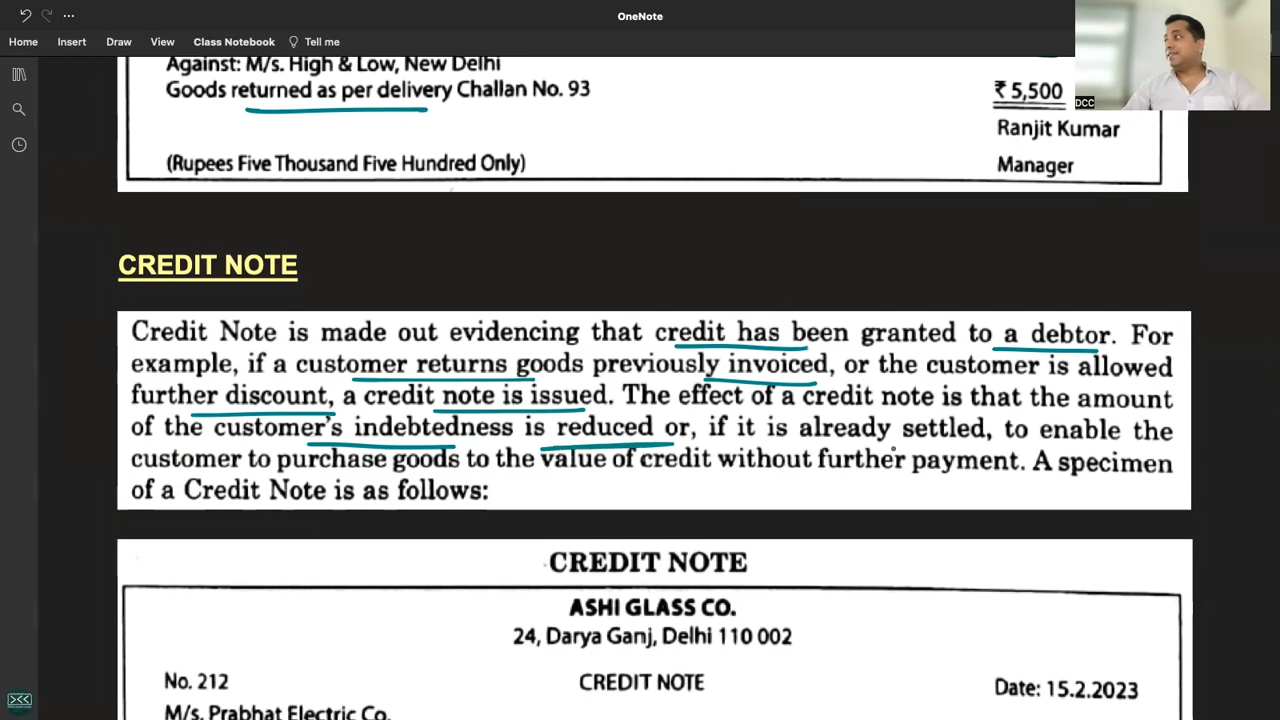 OneNote
Home Insert Draw View Class Notebook Tell me
Against: M/s. High & Low, New Delhi
Goods returned as per delivery Challan No. 93
₹ 5,500
DCC
Ranjit Kumar
(Rupees Five Thousand Five Hundred Only)
Manager
CREDIT NOTE
Credit Note is made out evidencing that credit has been granted to a debtor. For
example, if a customer returns goods previously invoiced, or the customer is allowed
further discount, a credit note is issued. The effect of a credit note is that the amount
of the customer's indebtedness is reduced or, if it is already settled, to enable the
customer to purchase goods to the value of credit without further payment. A specimen
of a Credit Note is as follows:
CREDIT NOTE
ASHI GLASS CO.
24, Darya Ganj, Delhi 110 002
No. 212 CREDIT NOTE Date: 15.2.2023
M/s. Prabhat Electric Co.